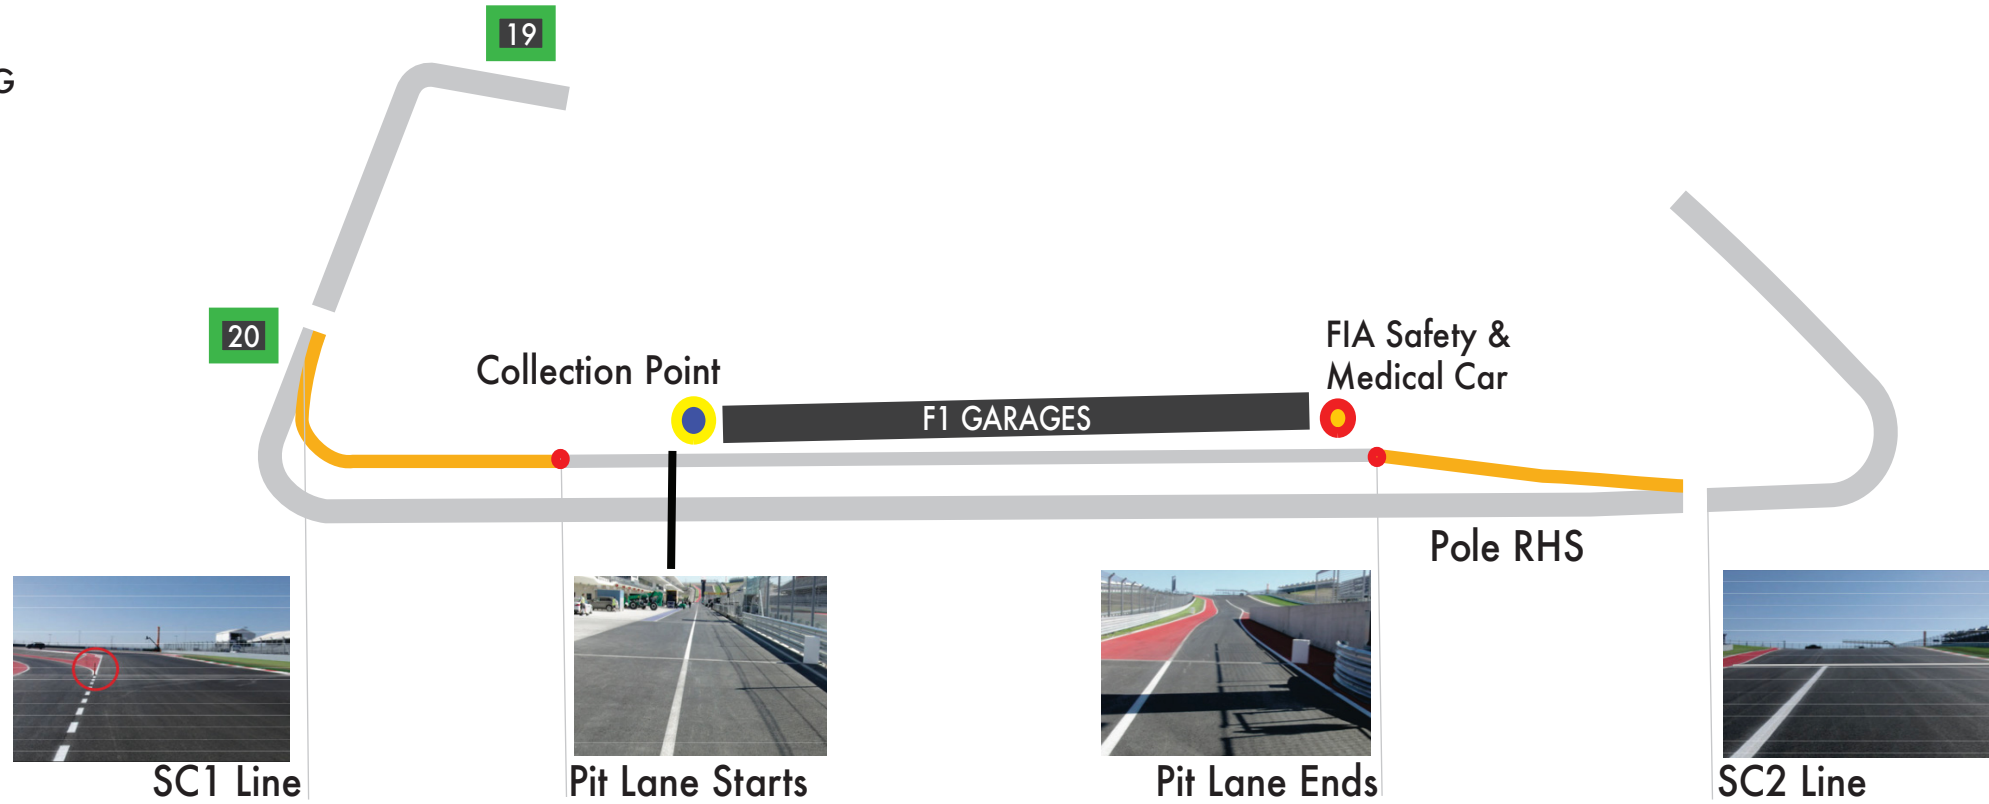 19
G
20
FIA Safety &
Medical Car
Collection Point
F1 GARAGES
Pole RHS
SC1 Line
Pit Lane Starts
Pit Lane Ends
SC2 Line